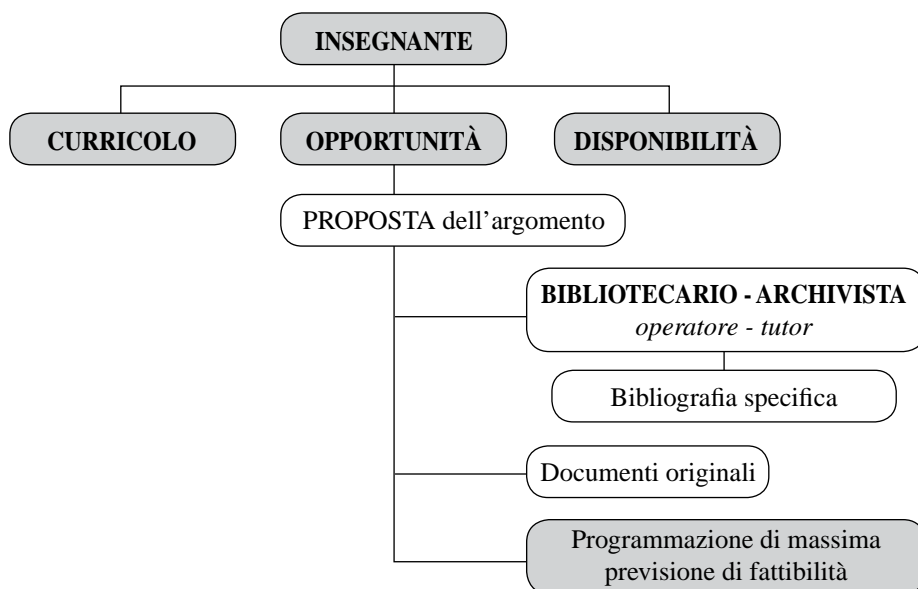 INSEGNANTE
CURRICOLO
OPPORTUNITÀ
DISPONIBILITÀ
PROPOSTA dell’argomento
BIBLIOTECARIO - ARCHIVISTA
operatore - tutor
Bibliografia specifica
Documenti originali
Programmazione di massima
previsione di fattibilità